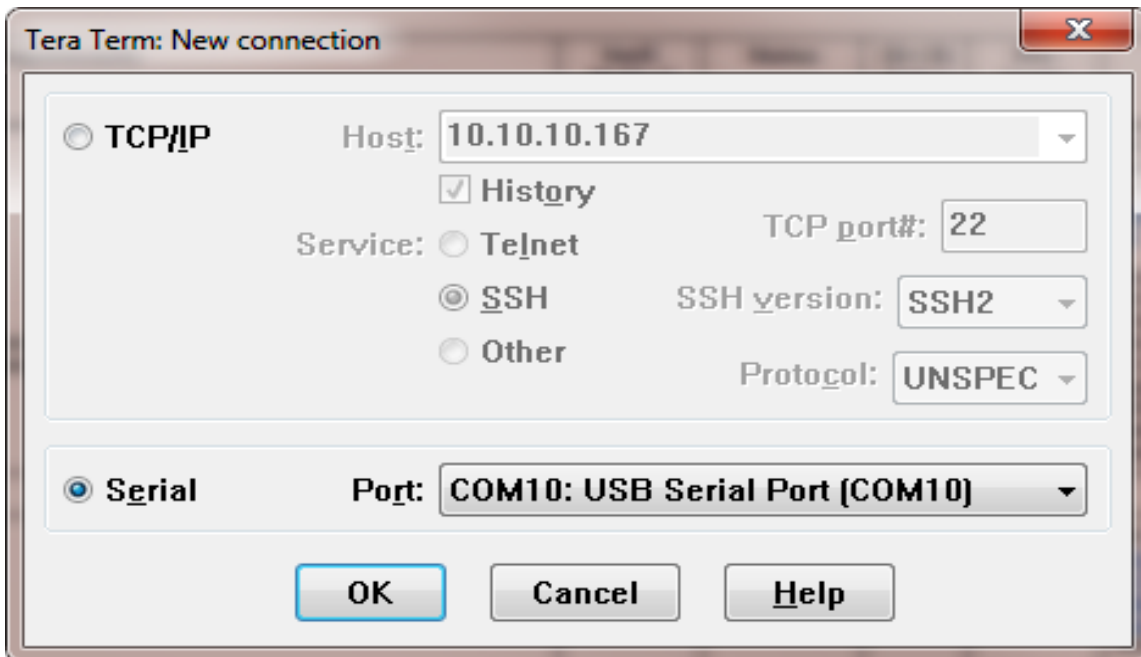 Tera Term: New connection
TCP/IP Host: 10.10.10.167
History
Service: Telnet TCP port#: 22
SSH SSH version: SSH2
Other Protocol: UNSPEC
Serial Port: COM10: USB Serial Port (COM10)
OK Cancel Help